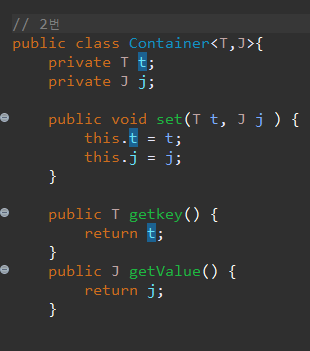 // 2번
public class Container<T,J>{
    private T t;
    private J j;
    public void set(T t, J j ) {
        this.t = t;
        this.j = j;
    }
    public T getkey() {
        return t;
    }
    public J getValue() {
        return j;
    }